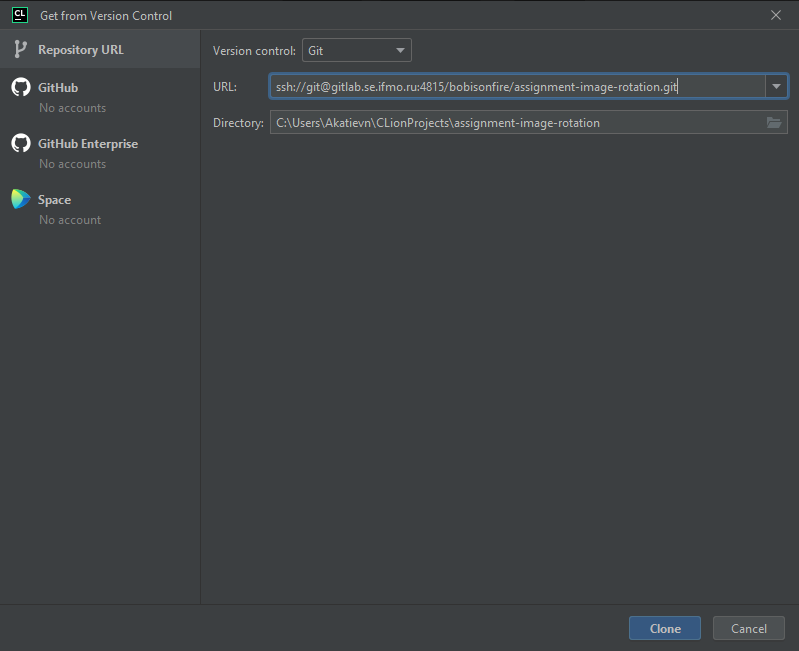 CL Get from Version Control
Repository URL
GitHub
No accounts
GitHub Enterprise
No accounts
Space
No account
Version control: Git
URL: ssh://git@gitlab.se.ifmo.ru:4815/bobisonfire/assignment-image-rotation.git
Directory: C:\Users\Akatievn\CLionProjects\assignment-image-rotation
Clone Cancel